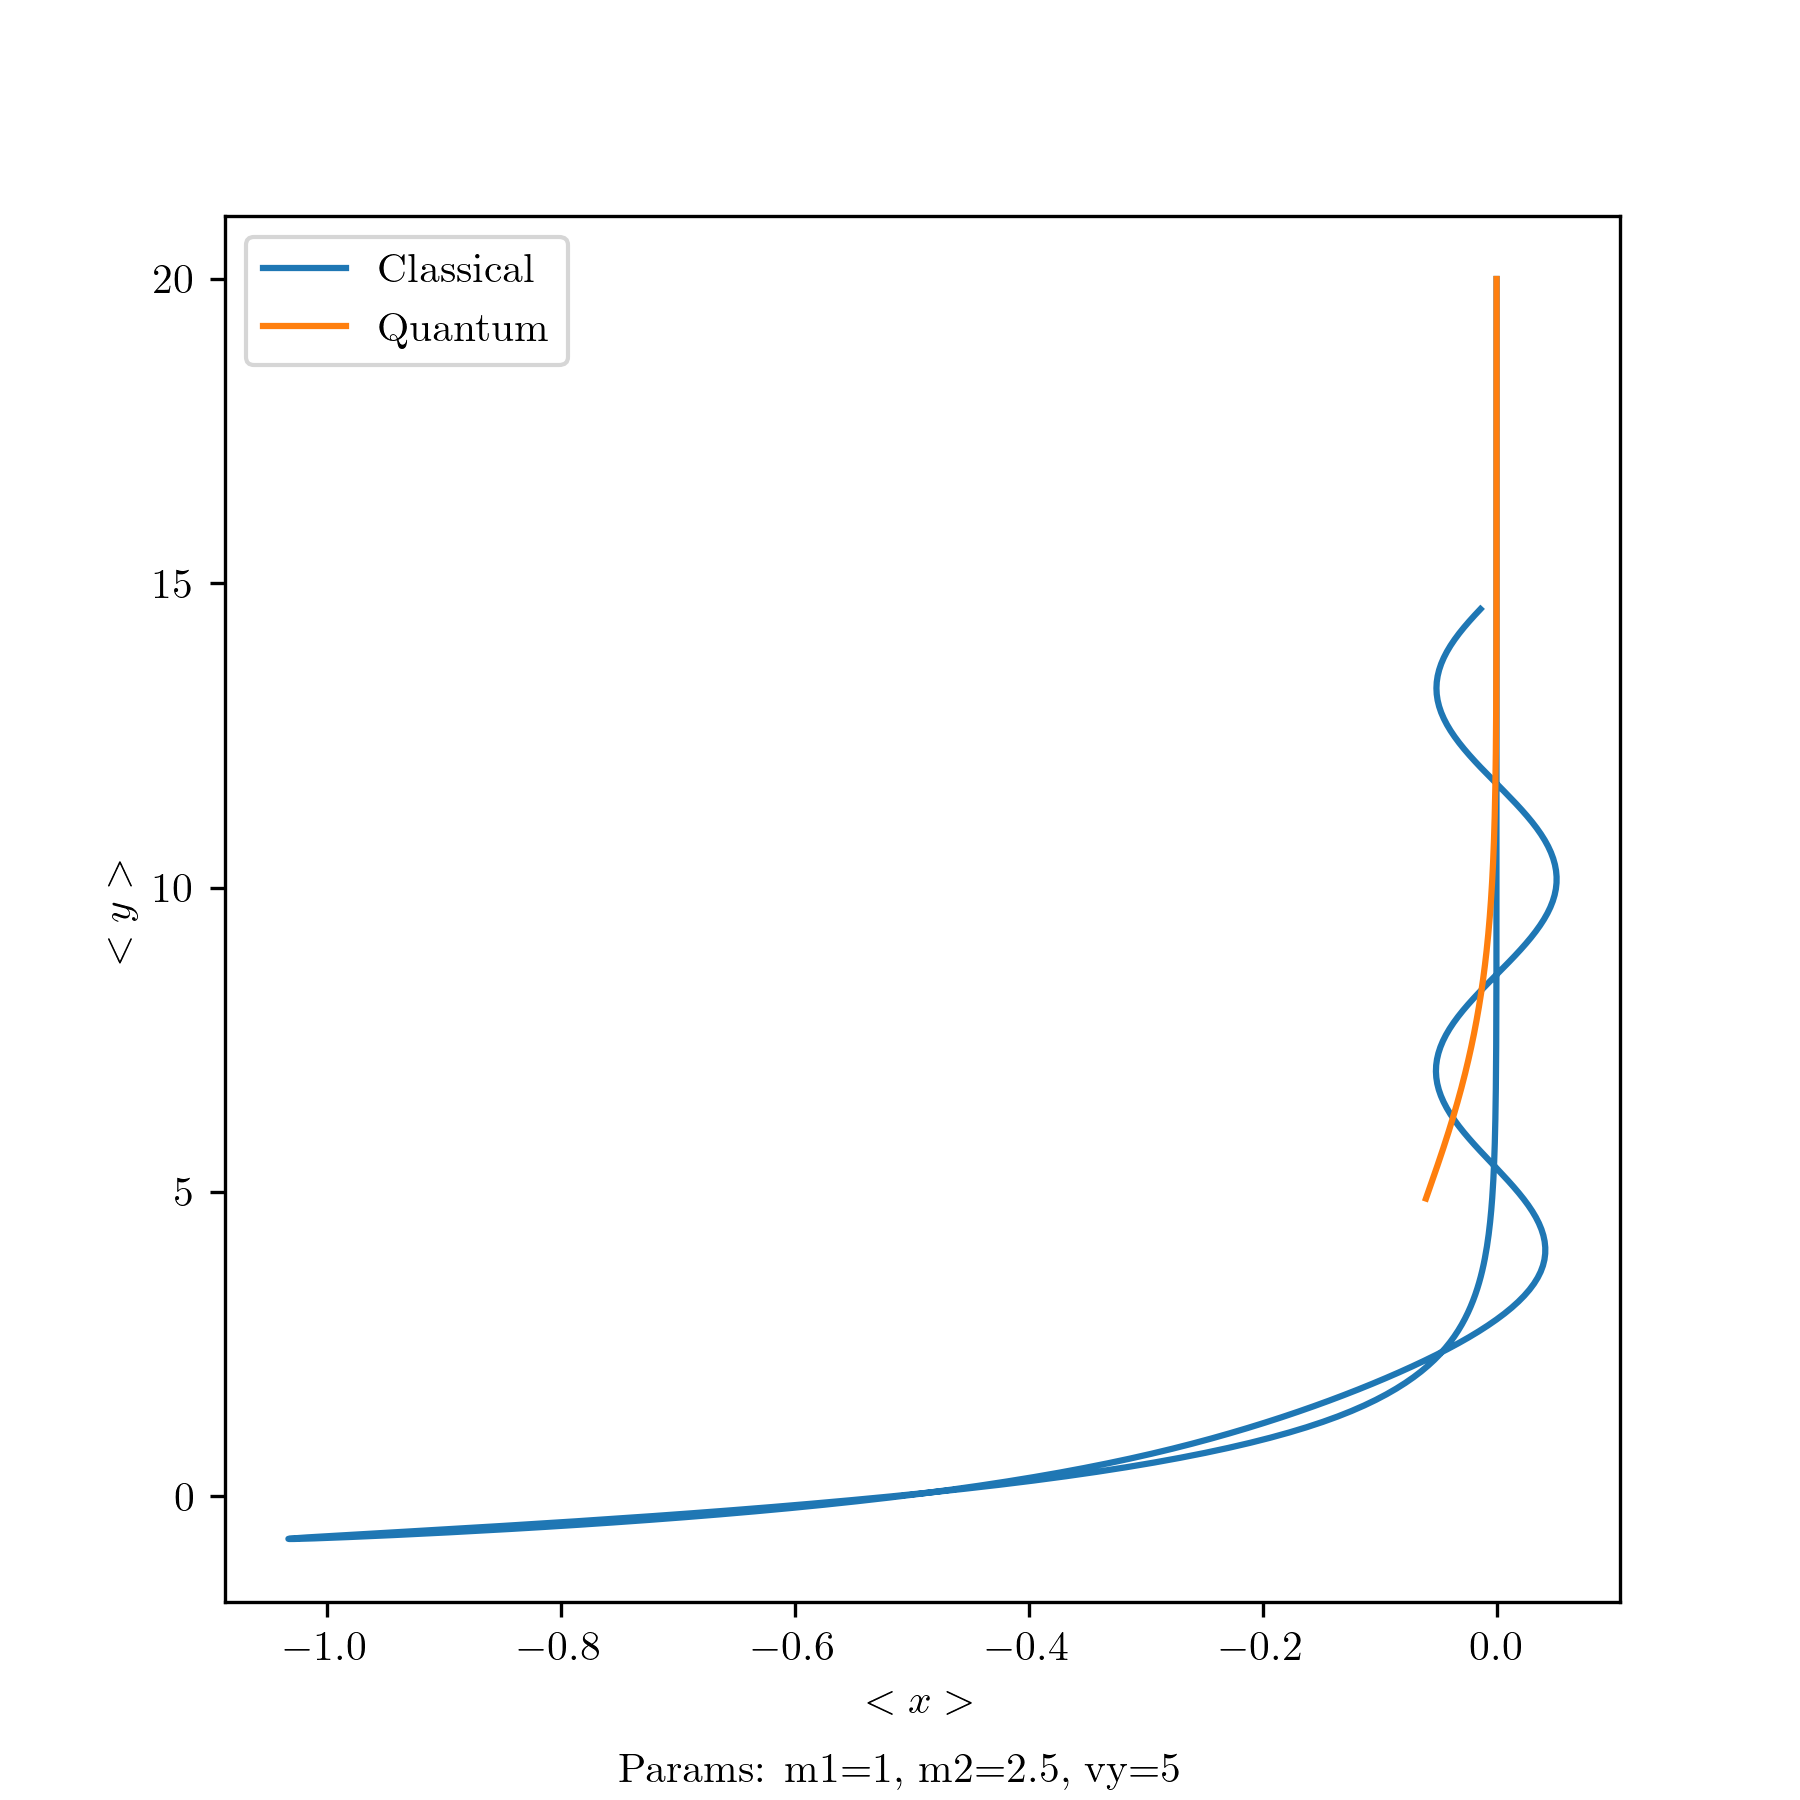 Classical
Quantum
20
15
10
5
0
< y >
−1.0 −0.8 −0.6 −0.4 −0.2 0.0
< x >
Params: m1=1, m2=2.5, vy=5